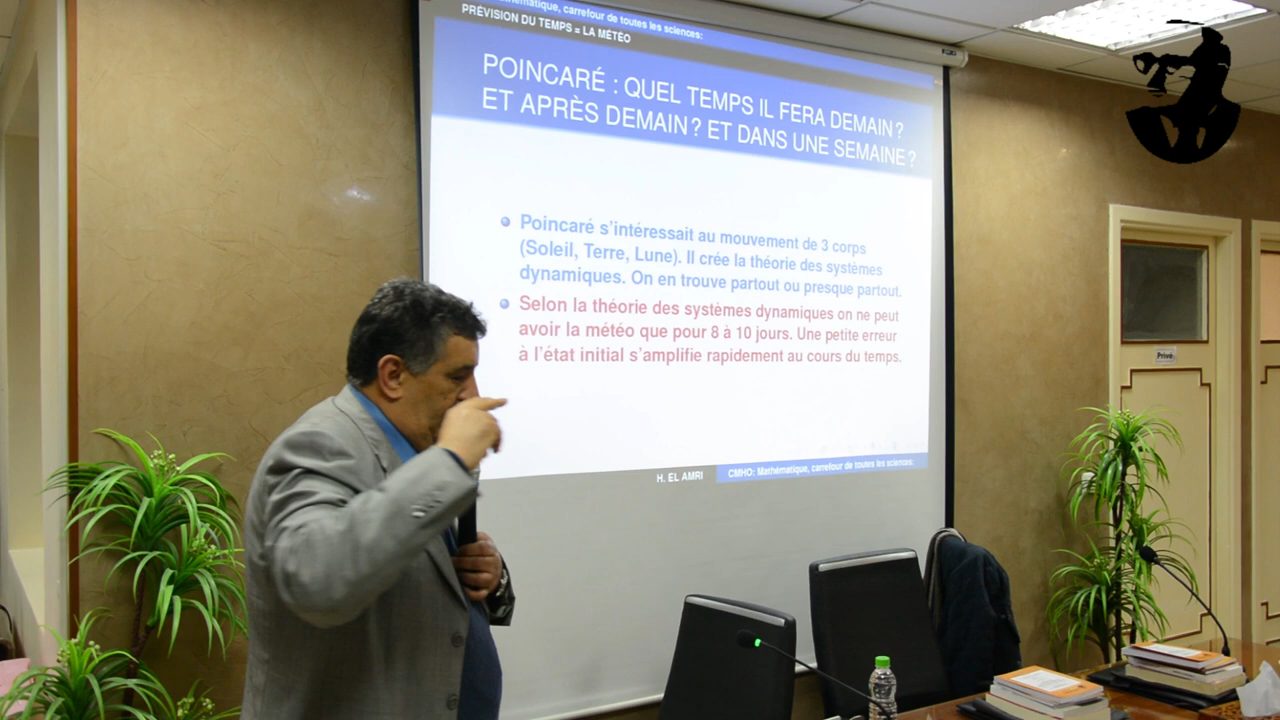 Mathématique, carrefour de toutes les sciences:
PRÉVISION DU TEMPS = LA MÉTÉO
POINCARÉ : QUEL TEMPS IL FERA DEMAIN ?
ET APRÈS DEMAIN ? ET DANS UNE SEMAINE ?
Poincaré s'intéressait au mouvement de 3 corps
(Soleil, Terre, Lune). Il crée la théorie des systèmes
dynamiques. On en trouve partout ou presque partout.
Selon la théorie des systèmes dynamiques on ne peut
avoir la météo que pour 8 à 10 jours. Une petite erreur
à l'état initial s'amplifie rapidement au cours du temps.
H. EL AMRI
CMHO: Mathématique, carrefour de toutes les sciences:
Privé